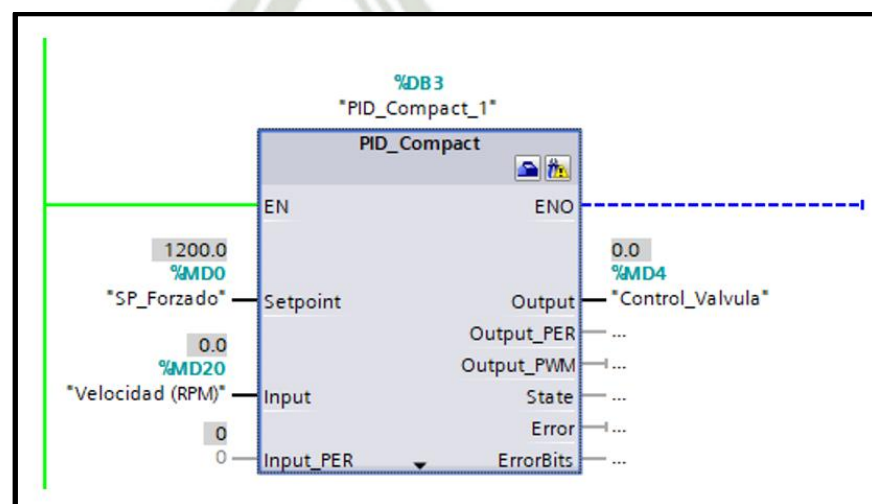 %DB3
"PID_Compact_1"
PID_Compact
EN ENO
1200.0 0.0
%MD0 %MD4
"SP_Forzado" Setpoint Output "Control_Valvula"
Output_PER ...
0.0
%MD20 Output_PWM ...
"Velocidad (RPM)" Input State ...
0 Error ...
0 Input_PER ErrorBits ...